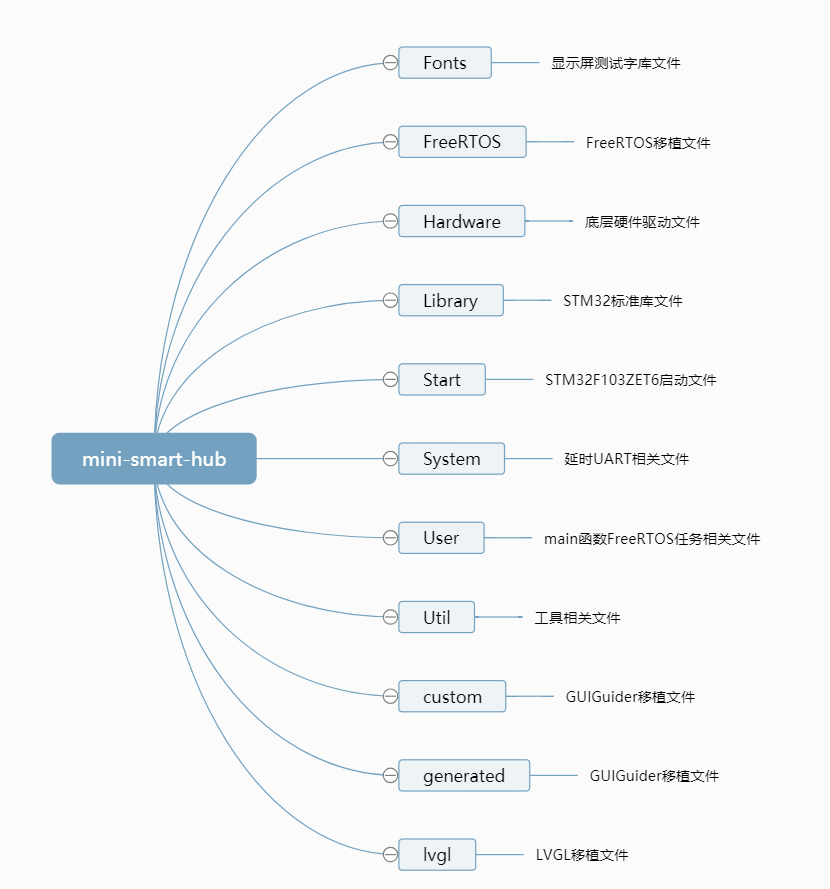 Fonts
显示屏测试字库文件
FreeRTOS
FreeRTOS移植文件
Hardware
底层硬件驱动文件
Library
STM32标准库文件
Start
STM32F103ZET6启动文件
mini-smart-hub
System
延时UART相关文件
User
main函数FreeRTOS任务相关文件
Util
工具相关文件
custom
GUIGuider移植文件
generated
GUIGuider移植文件
lvgl
LVGL移植文件